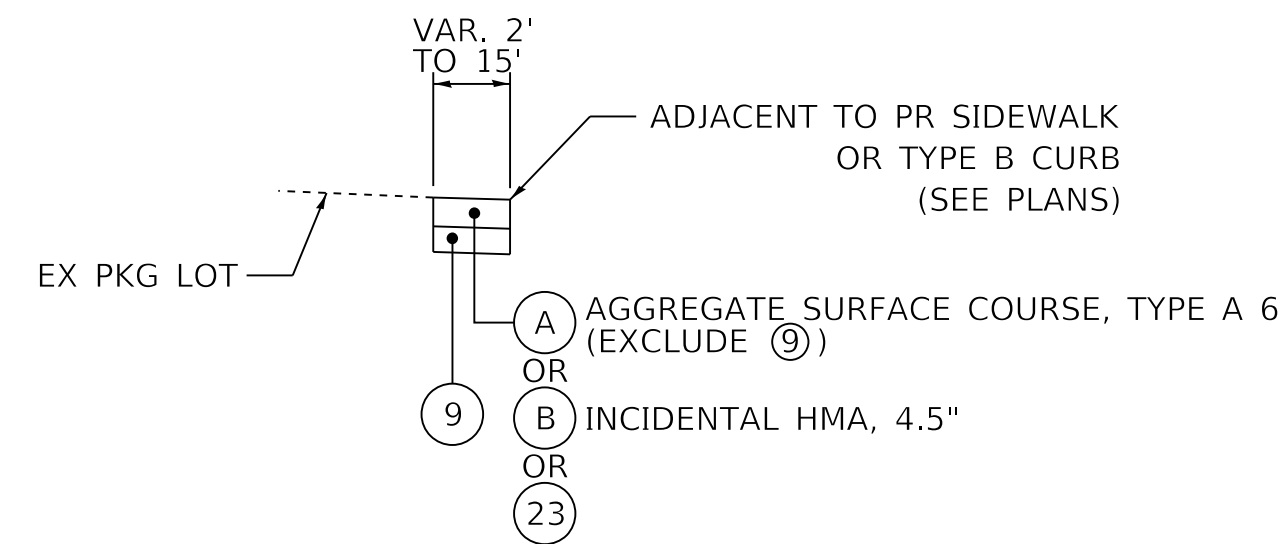 VAR. 2'
TO 15'
ADJACENT TO PR SIDEWALK
OR TYPE B CURB
(SEE PLANS)
EX PKG LOT
A AGGREGATE SURFACE COURSE, TYPE A 6
(EXCLUDE 9)
OR
9
B INCIDENTAL HMA, 4.5"
OR
23